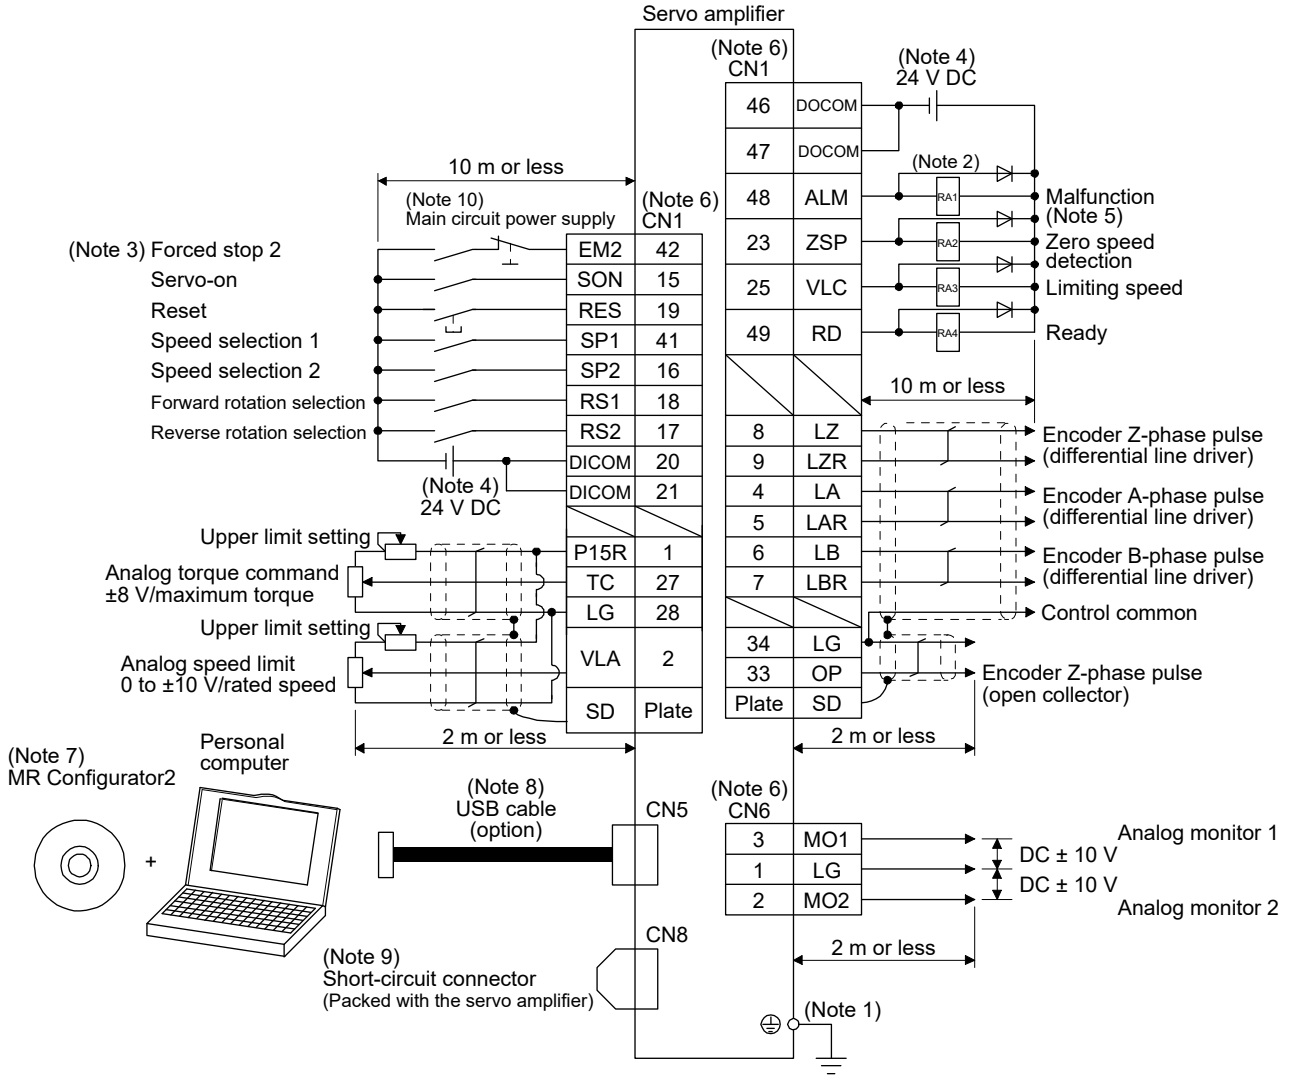 Servo amplifier
(Note 6)
CN1
(Note 4)
24 V DC
46 DOCOM
47 DOCOM
(Note 2)
48 ALM RA1 Malfunction
(Note 5)
23 ZSP RA2 Zero speed
detection
25 VLC RA3 Limiting speed
49 RD RA4 Ready
10 m or less
8 LZ
9 LZR
Encoder Z-phase pulse
(differential line driver)
4 LA
5 LAR
Encoder A-phase pulse
(differential line driver)
6 LB
7 LBR
Encoder B-phase pulse
(differential line driver)
Control common
34 LG
33 OP
Encoder Z-phase pulse
(open collector)
Plate SD
2 m or less
10 m or less
(Note 10)
Main circuit power supply
(Note 6)
CN1
(Note 3) Forced stop 2 EM2 42
Servo-on SON 15
Reset RES 19
Speed selection 1 SP1 41
Speed selection 2 SP2 16
Forward rotation selection RS1 18
Reverse rotation selection RS2 17
DICOM 20
(Note 4)
24 V DC
DICOM 21
Upper limit setting
P15R 1
Analog torque command
±8 V/maximum torque
TC 27
LG 28
Upper limit setting
Analog speed limit
0 to ±10 V/rated speed
VLA 2
SD Plate
2 m or less
(Note 7)
MR Configurator2
+
Personal
computer
(Note 8)
USB cable
(option)
CN5
(Note 9)
Short-circuit connector
(Packed with the servo amplifier)
CN8
(Note 6)
CN6
3 MO1
1 LG
2 MO2
Analog monitor 1
DC ± 10 V
DC ± 10 V
Analog monitor 2
2 m or less
(Note 1)